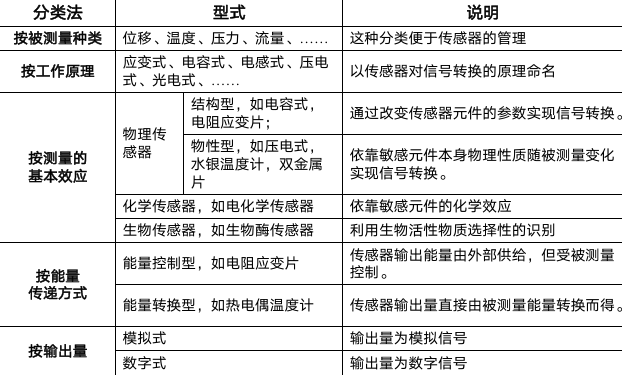 分类法 型式 说明
按被测量种类 位移、温度、压力、流量、…… 这种分类便于传感器的管理
按工作原理 应变式、电容式、电感式、压电
式、光电式、…… 以传感器对信号转换的原理命名
按测量的
基本效应
物理传
感器
结构型，如电容式，
电阻应变片； 通过改变传感器元件的参数实现信号转换。
物性型，如压电式，
水银温度计，双金属
片
依靠敏感元件本身物理性质随被测量变化
实现信号转换。
化学传感器，如电化学传感器 依靠敏感元件的化学效应
生物传感器，如生物酶传感器 利用生物活性物质选择性的识别
按能量
传递方式
能量控制型，如电阻应变片
传感器输出能量由外部供给，但受被测量
控制。
能量转换型，如热电偶温度计 传感器输出量直接由被测量能量转换而得。
按输出量
模拟式 输出量为模拟信号
数字式 输出量为数字信号